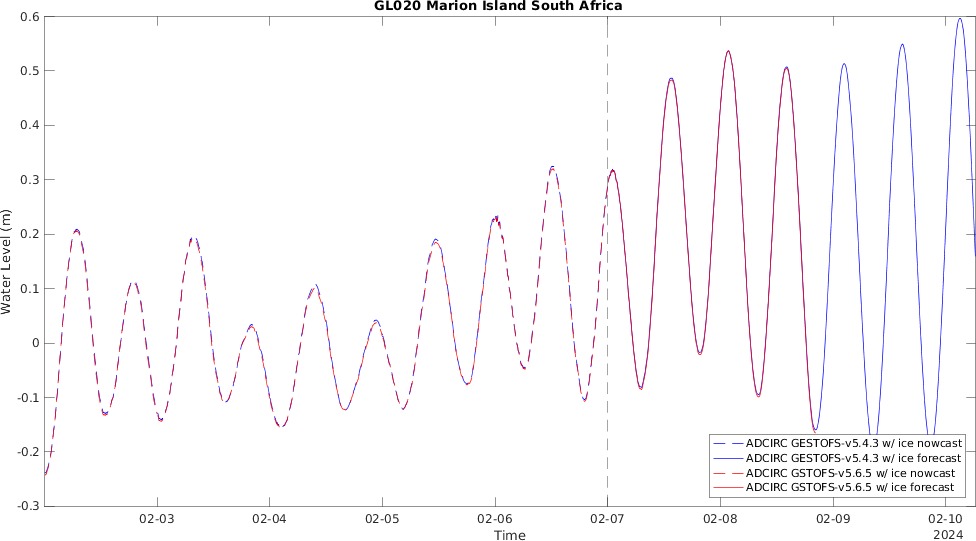 GL020 Marion Island South Africa
0.6
0.5
0.4
0.3
0.2
0.1
0
-0.1
-0.2
-0.3
Water Level (m)
ADCIRC GESTOFS-v5.4.3 w/ ice nowcast
ADCIRC GESTOFS-v5.4.3 w/ ice forecast
ADCIRC GSTOFS-v5.6.5 w/ ice nowcast
ADCIRC GSTOFS-v5.6.5 w/ ice forecast
02-03 02-04 02-05 02-06 02-07 02-08 02-09 02-10
Time 2024